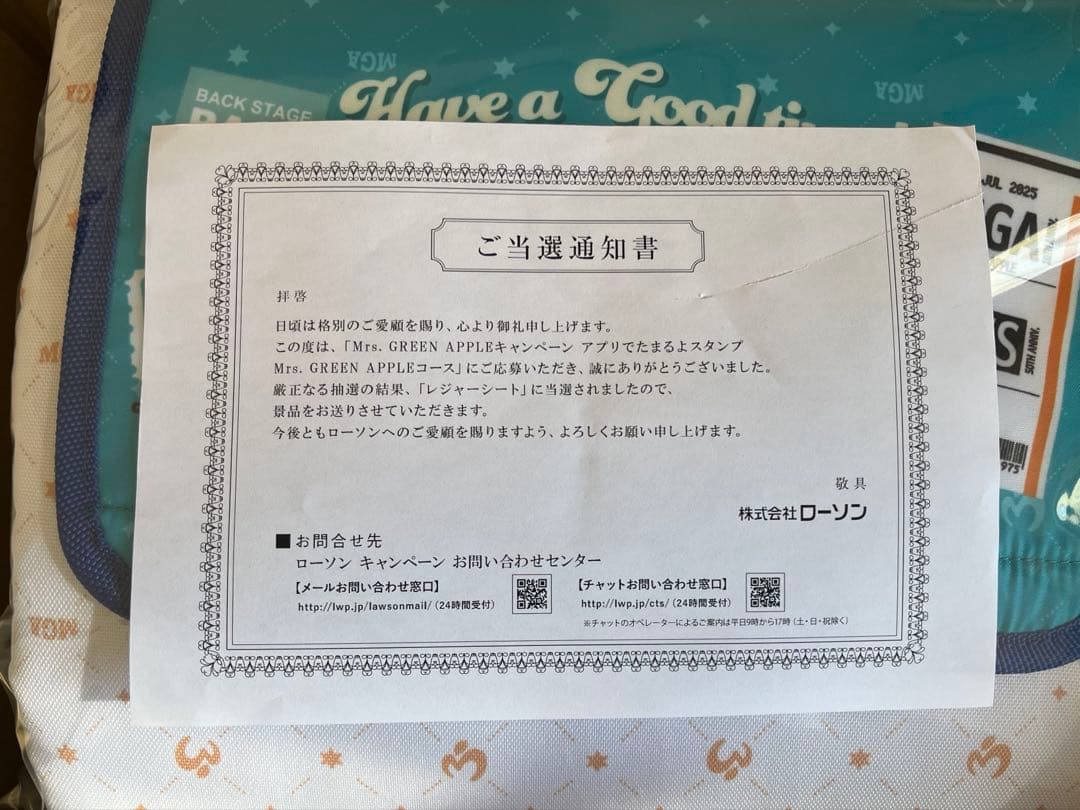 MGA
MGA
MGA
BACK STAGE
Have a Good ti
JUL 2025
GA
S
50TH ANNIV.
975
ご当選通知書
拝啓
日頃は格別のご愛顧を賜り、心より御礼申し上げます。
この度は、「Mrs. GREEN APPLEキャンペーン アプリでたまるよスタンプ
Mrs. GREEN APPLEコース」にご応募いただき、誠にありがとうございました。
厳正なる抽選の結果、「レジャーシート」に当選されましたので、
景品をお送りさせていただきます。
今後ともローソンへのご愛顧を賜りますよう、よろしくお願い申し上げます。
敬具
株式会社ローソン
■お問合せ先
ローソン キャンペーン お問い合わせセンター
【メールお問い合わせ窓口】
http://lwp.jp/lawsonmail/（24時間受付）
【チャットお問い合わせ窓口】
http://lwp.jp/cts/（24時間受付）
※チャットのオペレーターによるご案内は平日9時から17時（土・日・祝除く）
MGA